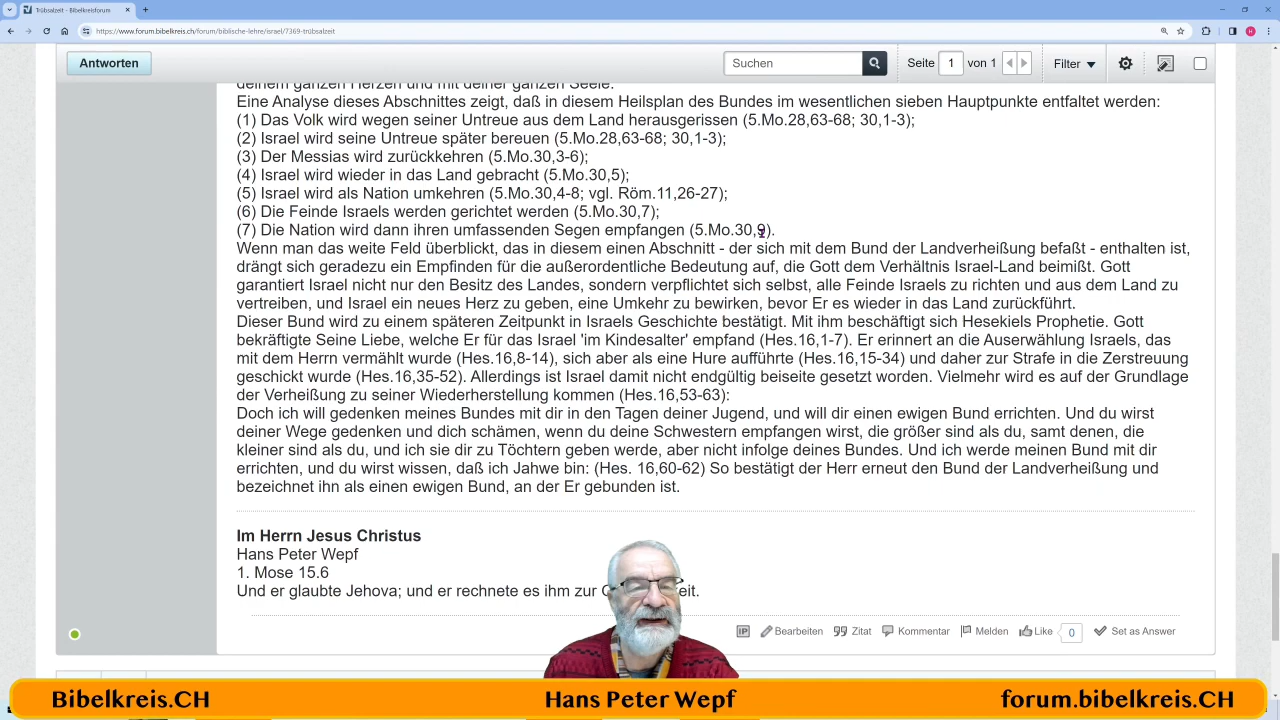 Trübsalzeit - Bibelkreisforum
https://www.forum.bibelkreis.ch/forum/biblische-lehre/israel/7369-trübsalzeit
Antworten
Suchen
Seite 1 von 1
Filter
deinem ganzen Herzen und mit deiner ganzen Seele.
Eine Analyse dieses Abschnittes zeigt, daß in diesem Heilsplan des Bundes im wesentlichen sieben Hauptpunkte entfaltet werden:
(1) Das Volk wird wegen seiner Untreue aus dem Land herausgerissen (5.Mo.28,63-68; 30,1-3);
(2) Israel wird seine Untreue später bereuen (5.Mo.28,63-68; 30,1-3);
(3) Der Messias wird zurückkehren (5.Mo.30,3-6);
(4) Israel wird wieder in das Land gebracht (5.Mo.30,5);
(5) Israel wird als Nation umkehren (5.Mo.30,4-8; vgl. Röm.11,26-27);
(6) Die Feinde Israels werden gerichtet werden (5.Mo.30,7);
(7) Die Nation wird dann ihren umfassenden Segen empfangen (5.Mo.30,9).
Wenn man das weite Feld überblickt, das in diesem einen Abschnitt - der sich mit dem Bund der Landverheißung befaßt - enthalten ist,
drängt sich geradezu ein Empfinden für die außerordentliche Bedeutung auf, die Gott dem Verhältnis Israel-Land beimißt. Gott
garantiert Israel nicht nur den Besitz des Landes, sondern verpflichtet sich selbst, alle Feinde Israels zu richten und aus dem Land zu
vertreiben, und Israel ein neues Herz zu geben, eine Umkehr zu bewirken, bevor Er es wieder in das Land zurückführt.
Dieser Bund wird zu einem späteren Zeitpunkt in Israels Geschichte bestätigt. Mit ihm beschäftigt sich Hesekiels Prophetie. Gott
bekräftigte Seine Liebe, welche Er für das Israel 'im Kindesalter' empfand (Hes.16,1-7). Er erinnert an die Auserwählung Israels, das
mit dem Herrn vermählt wurde (Hes.16,8-14), sich aber als eine Hure aufführte (Hes.16,15-34) und daher zur Strafe in die Zerstreuung
geschickt wurde (Hes.16,35-52). Allerdings ist Israel damit nicht endgültig beiseite gesetzt worden. Vielmehr wird es auf der Grundlage
der Verheißung zu seiner Wiederherstellung kommen (Hes.16,53-63):
Doch ich will gedenken meines Bundes mit dir in den Tagen deiner Jugend, und will dir einen ewigen Bund errichten. Und du wirst
deiner Wege gedenken und dich schämen, wenn du deine Schwestern empfangen wirst, die größer sind als du, samt denen, die
kleiner sind als du, und ich sie dir zu Töchtern geben werde, aber nicht infolge deines Bundes. Und ich werde meinen Bund mit dir
errichten, und du wirst wissen, daß ich Jahwe bin: (Hes. 16,60-62) So bestätigt der Herr erneut den Bund der Landverheißung und
bezeichnet ihn als einen ewigen Bund, an der Er gebunden ist.
Im Herrn Jesus Christus
Hans Peter Wepf
1. Mose 15.6
Und er glaubte Jehova; und er rechnete es ihm zur
IP Bearbeiten Zitat Kommentar Melden Like 0 Set as Answer
Bibelkreis.CH Hans Peter Wepf forum.bibelkreis.CH